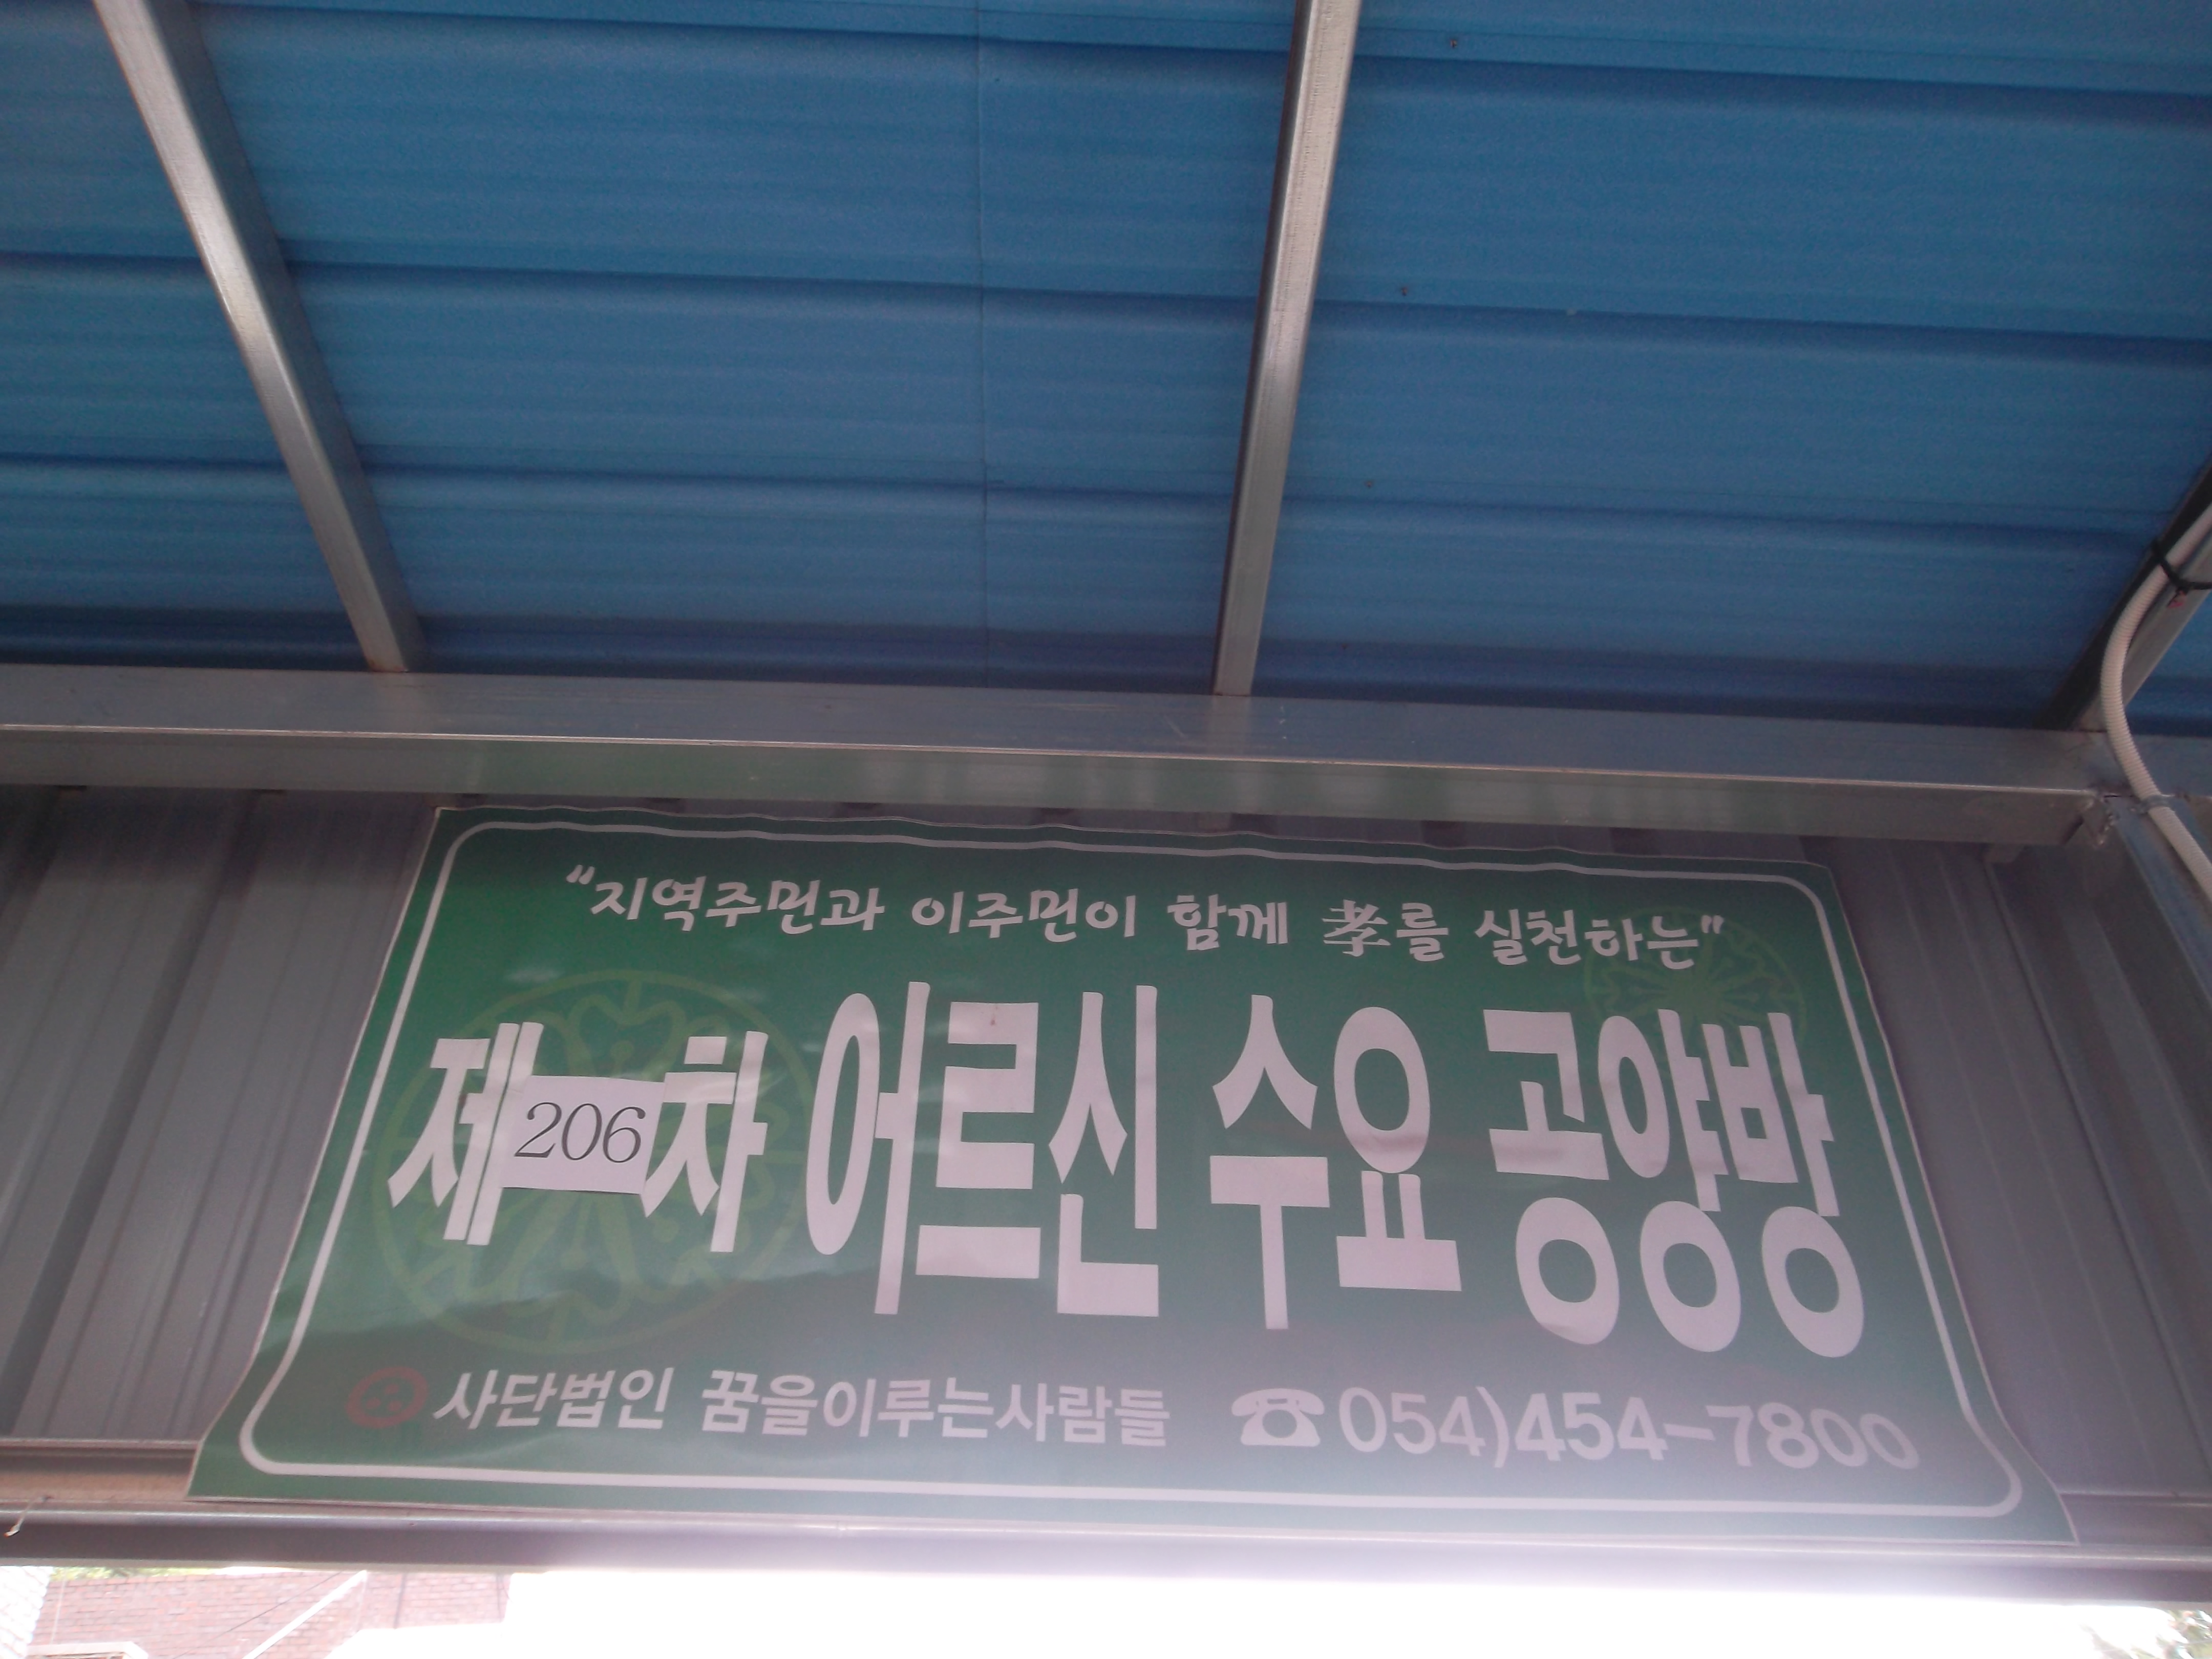 "지역주민과 이주민이 함께 孝를 실천하는"
제206차 어르신 수요 공양방
사단법인 꿈을이루는사람들 ☎054)454-7800